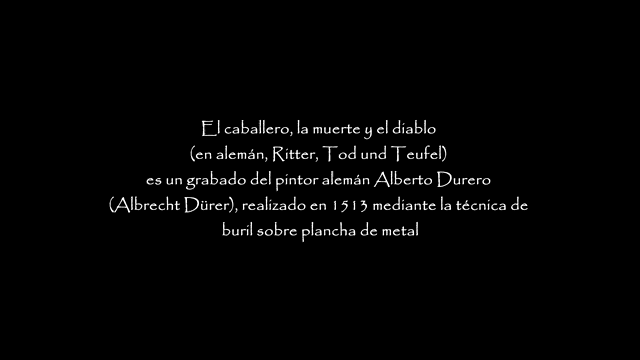 El caballero, la muerte y el diablo
(en alemán, Ritter, Tod und Teufel)
es un grabado del pintor alemán Alberto Durero
(Albrecht Dürer), realizado en 1513 mediante la técnica de
buril sobre plancha de metal